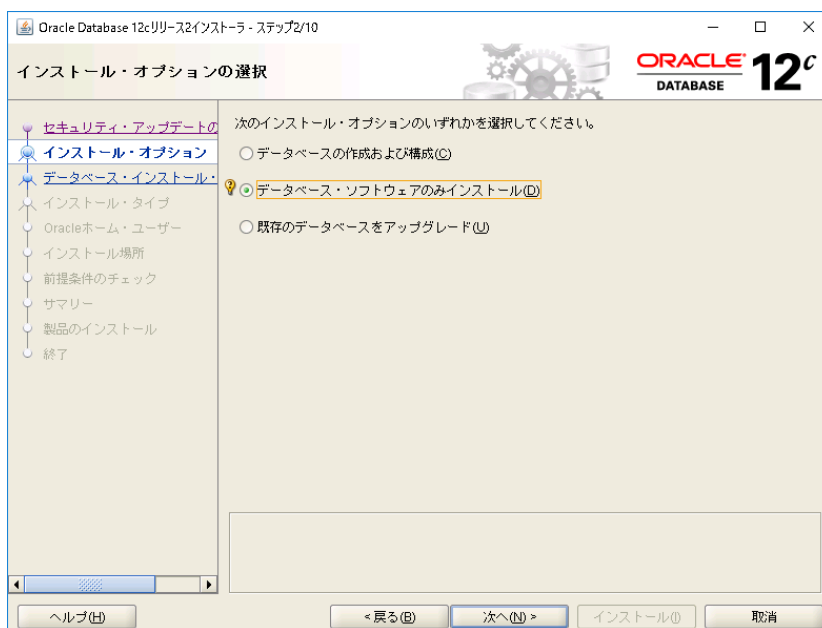 Oracle Database 12cリリース2インストーラ - ステップ2/10
インストール・オプションの選択
ORACLE
DATABASE
12c
セキュリティ・アップデートの
インストール・オプション
データベース・インストール・
インストール・タイプ
Oracleホーム・ユーザー
インストール場所
前提条件のチェック
サマリー
製品のインストール
終了
次のインストール・オプションのいずれかを選択してください。
データベースの作成および構成(C)
データベース・ソフトウェアのみインストール(D)
既存のデータベースをアップグレード(U)
ヘルプ(H)
<戻る(B)
次へ(N)>
インストール(I)
取消